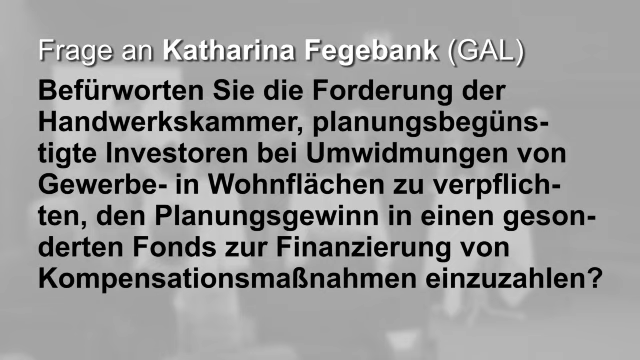 Frage an Katharina Fegebank (GAL)
Befürworten Sie die Forderung der
Handwerkskammer, planungsbegüns-
tigte Investoren bei Umwidmungen von
Gewerbe- in Wohnflächen zu verpflich-
ten, den Planungsgewinn in einen geson-
derten Fonds zur Finanzierung von
Kompensationsmaßnahmen einzuzahlen?